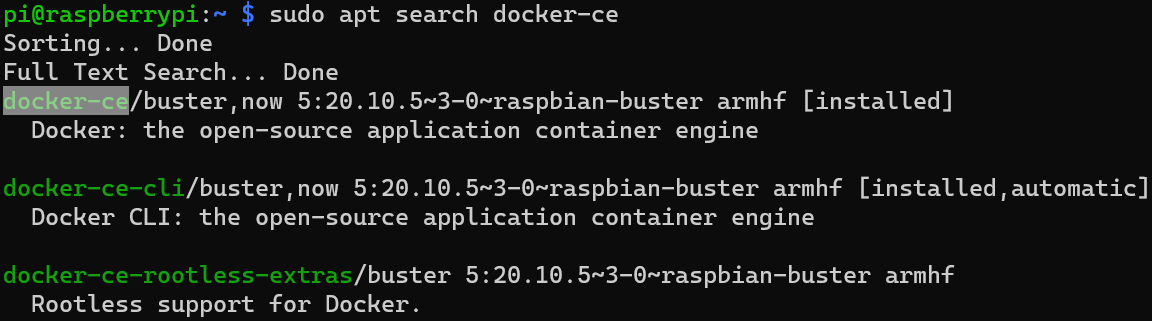 pi@raspberrypi:~ $ sudo apt search docker-ce
Sorting... Done
Full Text Search... Done
docker-ce/buster,now 5:20.10.5~3-0~raspbian-buster armhf [installed]
  Docker: the open-source application container engine

docker-ce-cli/buster,now 5:20.10.5~3-0~raspbian-buster armhf [installed,automatic]
  Docker CLI: the open-source application container engine

docker-ce-rootless-extras/buster 5:20.10.5~3-0~raspbian-buster armhf
  Rootless support for Docker.